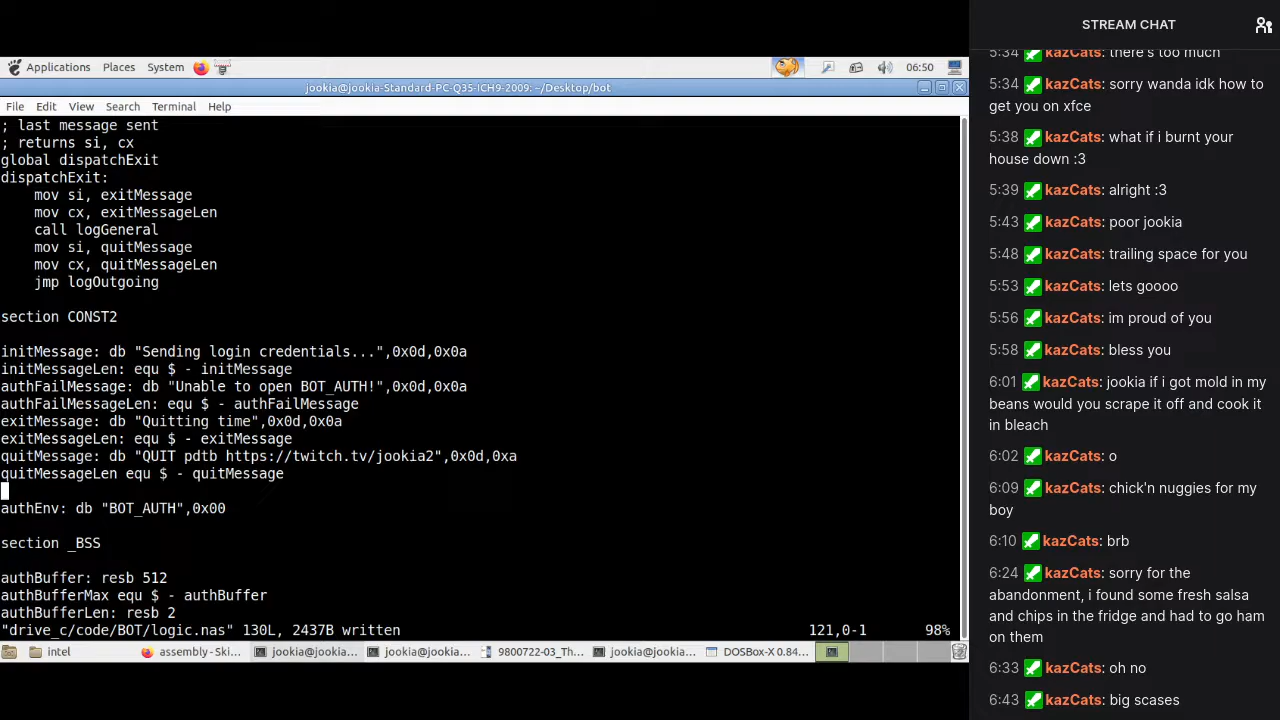 Applications Places System 06:50
jookia@jookia-Standard-PC-Q35-ICH9-2009: ~/Desktop/bot
File Edit View Search Terminal Help
; last message sent
; returns si, cx
global dispatchExit
dispatchExit:
    mov si, exitMessage
    mov cx, exitMessageLen
    call logGeneral
    mov si, quitMessage
    mov cx, quitMessageLen
    jmp logOutgoing
section CONST2
initMessage: db "Sending login credentials...",0x0d,0x0a
initMessageLen: equ $ - initMessage
authFailMessage: db "Unable to open BOT_AUTH!",0x0d,0x0a
authFailMessageLen: equ $ - authFailMessage
exitMessage: db "Quitting time",0x0d,0x0a
exitMessageLen: equ $ - exitMessage
quitMessage: db "QUIT pdtb https://twitch.tv/jookia2",0x0d,0xa
quitMessageLen equ $ - quitMessage
authEnv: db "BOT_AUTH",0x00
section _BSS
authBuffer: resb 512
authBufferMax equ $ - authBuffer
authBufferLen: resb 2
"drive_c/code/BOT/logic.nas" 130L, 2437B written 121,0-1 98%
intel assembly - Ski... jookia@jookia... jookia@jookia... 9800722-03_Th... jookia@jookia... DOSBox-X 0.84...
STREAM CHAT
5:34 kazCats: there's too much
5:34 kazCats: sorry wanda idk how to
get you on xfce
5:38 kazCats: what if i burnt your
house down :3
5:39 kazCats: alright :3
5:43 kazCats: poor jookia
5:48 kazCats: trailing space for you
5:53 kazCats: lets goooo
5:56 kazCats: im proud of you
5:58 kazCats: bless you
6:01 kazCats: jookia if i got mold in my
beans would you scrape it off and cook it
in bleach
6:02 kazCats: o
6:09 kazCats: chick'n nuggies for my
boy
6:10 kazCats: brb
6:24 kazCats: sorry for the
abandonment, i found some fresh salsa
and chips in the fridge and had to go ham
on them
6:33 kazCats: oh no
6:43 kazCats: big scases